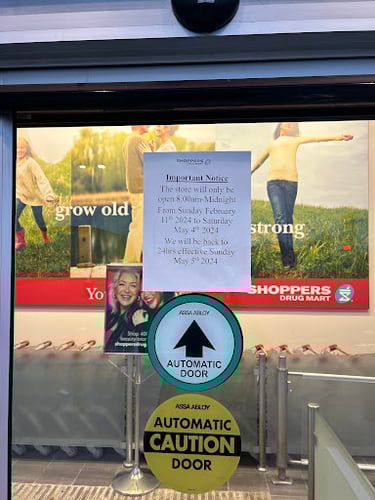 SHOPPERS
Important Notice
The store will only be
open 8:00am-Midnight
From Sunday February
11th 2024 to Saturday
May 4th 2024
We will be back to
24hrs effective Sunday
May 5th 2024
grow old
strong.
SHOPPERS
DRUG MART
ASSA ABLOY
AUTOMATIC
DOOR
ASSA ABLOY
AUTOMATIC
CAUTION
DOOR